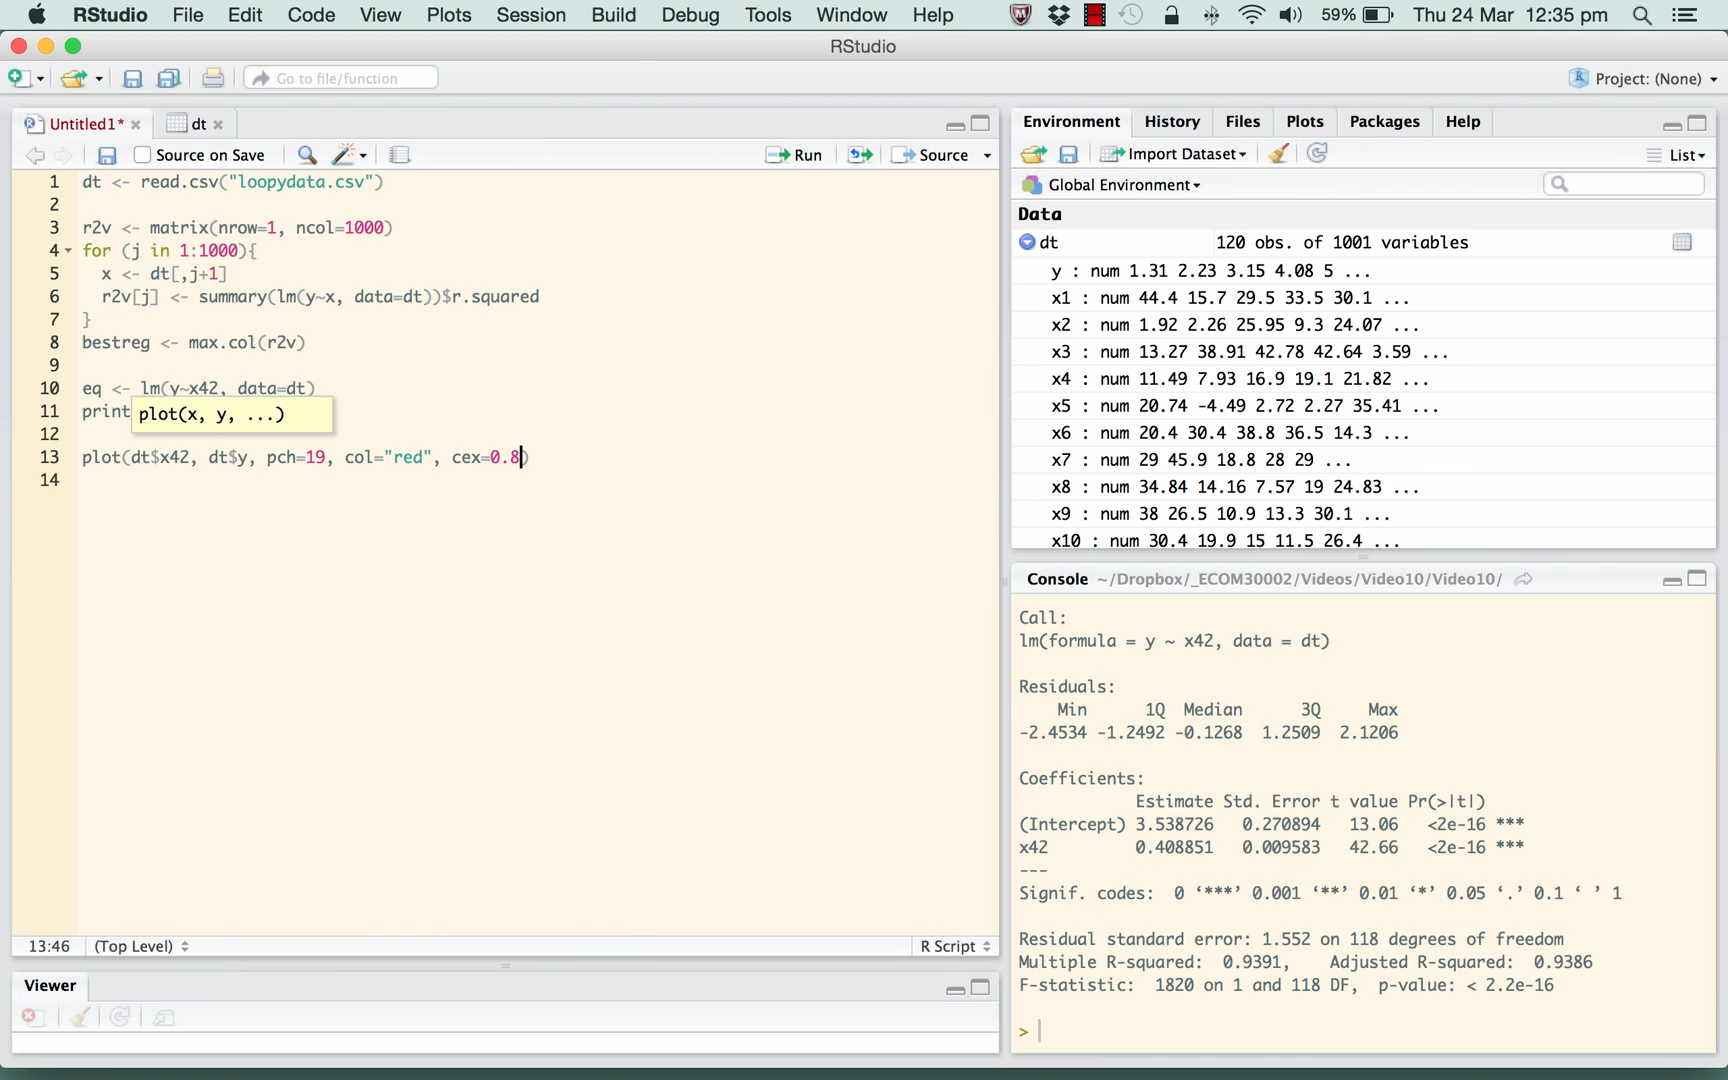 RStudio File Edit Code View Plots Session Build Debug Tools Window Help 59% Thu 24 Mar 12:35 pm
RStudio
Go to file/function Project: (None)
Untitled1* dt
Source on Save Run Source
1 dt <- read.csv("loopydata.csv")
2
3 r2v <- matrix(nrow=1, ncol=1000)
4 for (j in 1:1000){
5 x <- dt[,j+1]
6 r2v[j] <- summary(lm(y~x, data=dt))$r.squared
7 }
8 bestreg <- max.col(r2v)
9
10 eq <- lm(y~x42, data=dt)
11 print
plot(x, y, ...)
12
13 plot(dt$x42, dt$y, pch=19, col="red", cex=0.8)
14
13:46 (Top Level) R Script
Viewer
Environment History Files Plots Packages Help
Import Dataset List
Global Environment
Data
dt 120 obs. of 1001 variables
y : num 1.31 2.23 3.15 4.08 5 ...
x1 : num 44.4 15.7 29.5 33.5 30.1 ...
x2 : num 1.92 2.26 25.95 9.3 24.07 ...
x3 : num 13.27 38.91 42.78 42.64 3.59 ...
x4 : num 11.49 7.93 16.9 19.1 21.82 ...
x5 : num 20.74 -4.49 2.72 2.27 35.41 ...
x6 : num 20.4 30.4 38.8 36.5 14.3 ...
x7 : num 29 45.9 18.8 28 29 ...
x8 : num 34.84 14.16 7.57 19 24.83 ...
x9 : num 38 26.5 10.9 13.3 30.1 ...
x10 : num 30.4 19.9 15 11.5 26.4 ...
Console ~/Dropbox/_ECOM30002/Videos/Video10/Video10/
Call:
lm(formula = y ~ x42, data = dt)
Residuals:
Min 1Q Median 3Q Max
-2.4534 -1.2492 -0.1268 1.2509 2.1206
Coefficients:
Estimate Std. Error t value Pr(>|t|)
(Intercept) 3.538726 0.270894 13.06 <2e-16 ***
x42 0.408851 0.009583 42.66 <2e-16 ***
---
Signif. codes: 0 ‘***’ 0.001 ‘**’ 0.01 ‘*’ 0.05 ‘.’ 0.1 ‘ ’ 1
Residual standard error: 1.552 on 118 degrees of freedom
Multiple R-squared: 0.9391, Adjusted R-squared: 0.9386
F-statistic: 1820 on 1 and 118 DF, p-value: < 2.2e-16
>